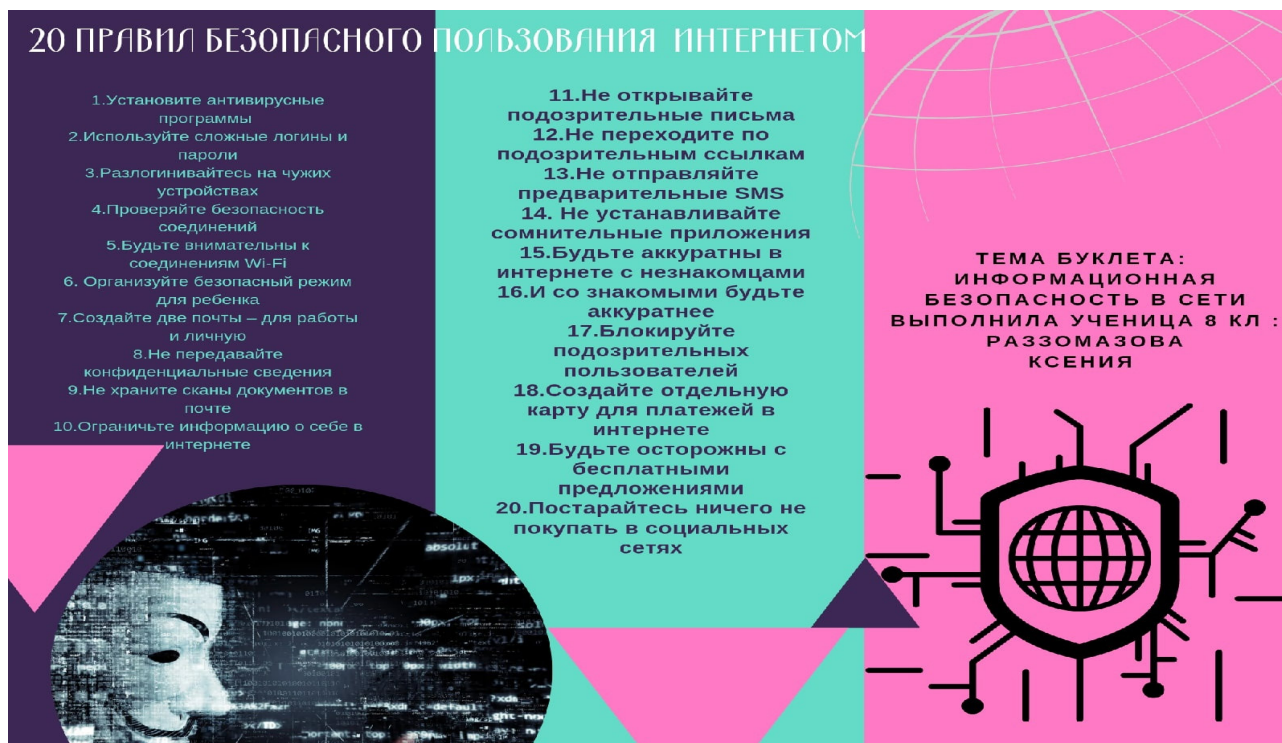 20 ПРАВИЛ БЕЗОПАСНОГО ПОЛЬЗОВАНИЯ ИНТЕРНЕТОМ
1.Установите антивирусные
программы
2.Используйте сложные логины и
пароли
3.Разлогинивайтесь на чужих
устройствах
4.Проверяйте безопасность
соединений
5.Будьте внимательны к
соединениям Wi-Fi
6. Организуйте безопасный режим
для ребенка
7.Создайте две почты – для работы
и личную
8.Не передавайте
конфиденциальные сведения
9.Не храните сканы документов в
почте
10.Ограничьте информацию о себе в
интернете
11.Не открывайте
подозрительные письма
12.Не переходите по
подозрительным ссылкам
13.Не отправляйте
предварительные SMS
14. Не устанавливайте
сомнительные приложения
15.Будьте аккуратны в
интернете с незнакомцами
16.И со знакомыми будьте
аккуратнее
17.Блокируйте
подозрительных
пользователей
18.Создайте отдельную
карту для платежей в
интернете
19.Будьте осторожны с
бесплатными
предложениями
20.Постарайтесь ничего не
покупать в социальных
сетях
ТЕМА БУКЛЕТА:
ИНФОРМАЦИОННАЯ
БЕЗОПАСНОСТЬ В СЕТИ
ВЫПОЛНИЛА УЧЕНИЦА 8 КЛ :
РАЗЗОМАЗОВА
КСЕНИЯ